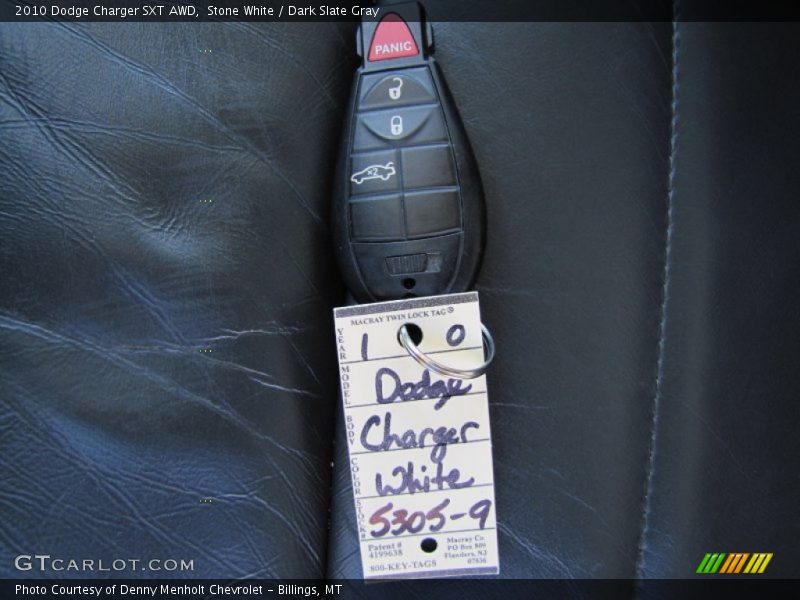 2010 Dodge Charger SXT AWD,  Stone White / Dark Slate Gray
PANIC
x2
MACRAY TWIN LOCK TAG®
YEAR 1 0
MODEL Dodge
BODY Charger
COLOR White
STOCK# 5305-9
Patent #
4199638
800-KEY-TAGS
Macray Co.
PO Box 809
Flanders, NJ
07836
GTCARLOT.COM
Photo Courtesy of Denny Menholt Chevrolet - Billings, MT